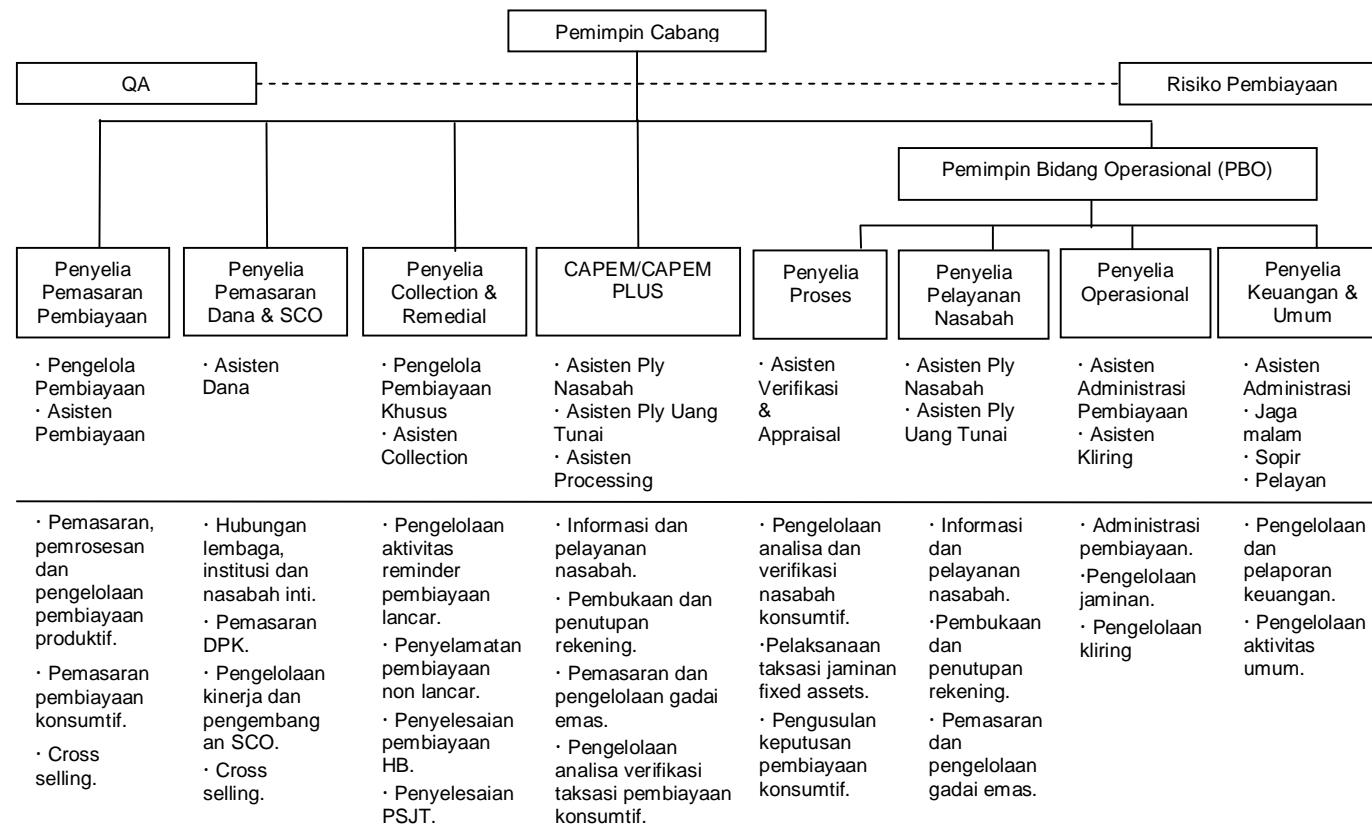 Pemimpin Cabang
QA
Risiko Pembiayaan
Pemimpin Bidang Operasional (PBO)
Penyelia
Pemasaran
Pembiayaan
Penyelia
Pemasaran
Dana & SCO
Penyelia
Collection &
Remedial
CAPEM/CAPEM
PLUS
Penyelia
Proses
Penyelia
Pelayanan
Nasabah
Penyelia
Operasional
Penyelia
Keuangan &
Umum
· Pengelola
Pembiayaan
· Asisten
Pembiayaan
· Asisten
Dana
· Pengelola
Pembiayaan
Khusus
· Asisten
Collection
· Asisten Ply
Nasabah
· Asisten Ply Uang
Tunai
· Asisten
Processing
· Asisten
Verifikasi
&
Appraisal
· Asisten Ply
Nasabah
· Asisten Ply
Uang Tunai
· Asisten
Administrasi
Pembiayaan
· Asisten
Kliring
· Asisten
Administrasi
· Jaga
malam
· Sopir
· Pelayan
· Pemasaran,
pemrosesan
dan
pengelolaan
pembiayaan
produktif.
· Pemasaran
pembiayaan
konsumtif.
· Cross
selling.
· Hubungan
lembaga,
institusi dan
nasabah inti.
· Pemasaran
DPK.
· Pengelolaan
kinerja dan
pengembang
an SCO.
· Cross
selling.
· Pengelolaan
aktivitas
reminder
pembiayaan
lancar.
· Penyelamatan
pembiayaan
non lancar.
· Penyelesaian
pembiayaan
HB.
· Penyelesaian
PSJT.
· Informasi dan
pelayanan
nasabah.
· Pembukaan dan
penutupan
rekening.
· Pemasaran dan
pengelolaan gadai
emas.
· Pengelolaan
analisa verifikasi
taksasi pembiayaan
konsumtif.
· Pengelolaan
analisa dan
verifikasi
nasabah
konsumtif.
·Pelaksanaan
taksasi jaminan
fixed assets.
· Pengusulan
keputusan
pembiayaan
konsumtif.
· Informasi
dan
pelayanan
nasabah.
·Pembukaan
dan
penutupan
rekening.
· Pemasaran
dan
pengelolaan
gadai emas.
· Administrasi
pembiayaan.
·Pengelolaan
jaminan.
· Pengelolaan
kliring
· Pengelolaan
dan
pelaporan
keuangan.
· Pengelolaan
aktivitas
umum.